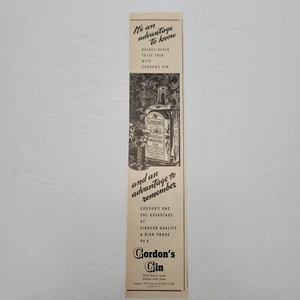 It's an
advantage
to know
DRINKS NEVER
TASTE THIN
WITH
GORDON'S GIN
GORDON'S
and an
advantage to
remember
GORDON'S HAS
THE ADVANTAGE
OF
LIQUEUR QUALITY
& HIGH PROOF
94.4
Gordon's
Gin